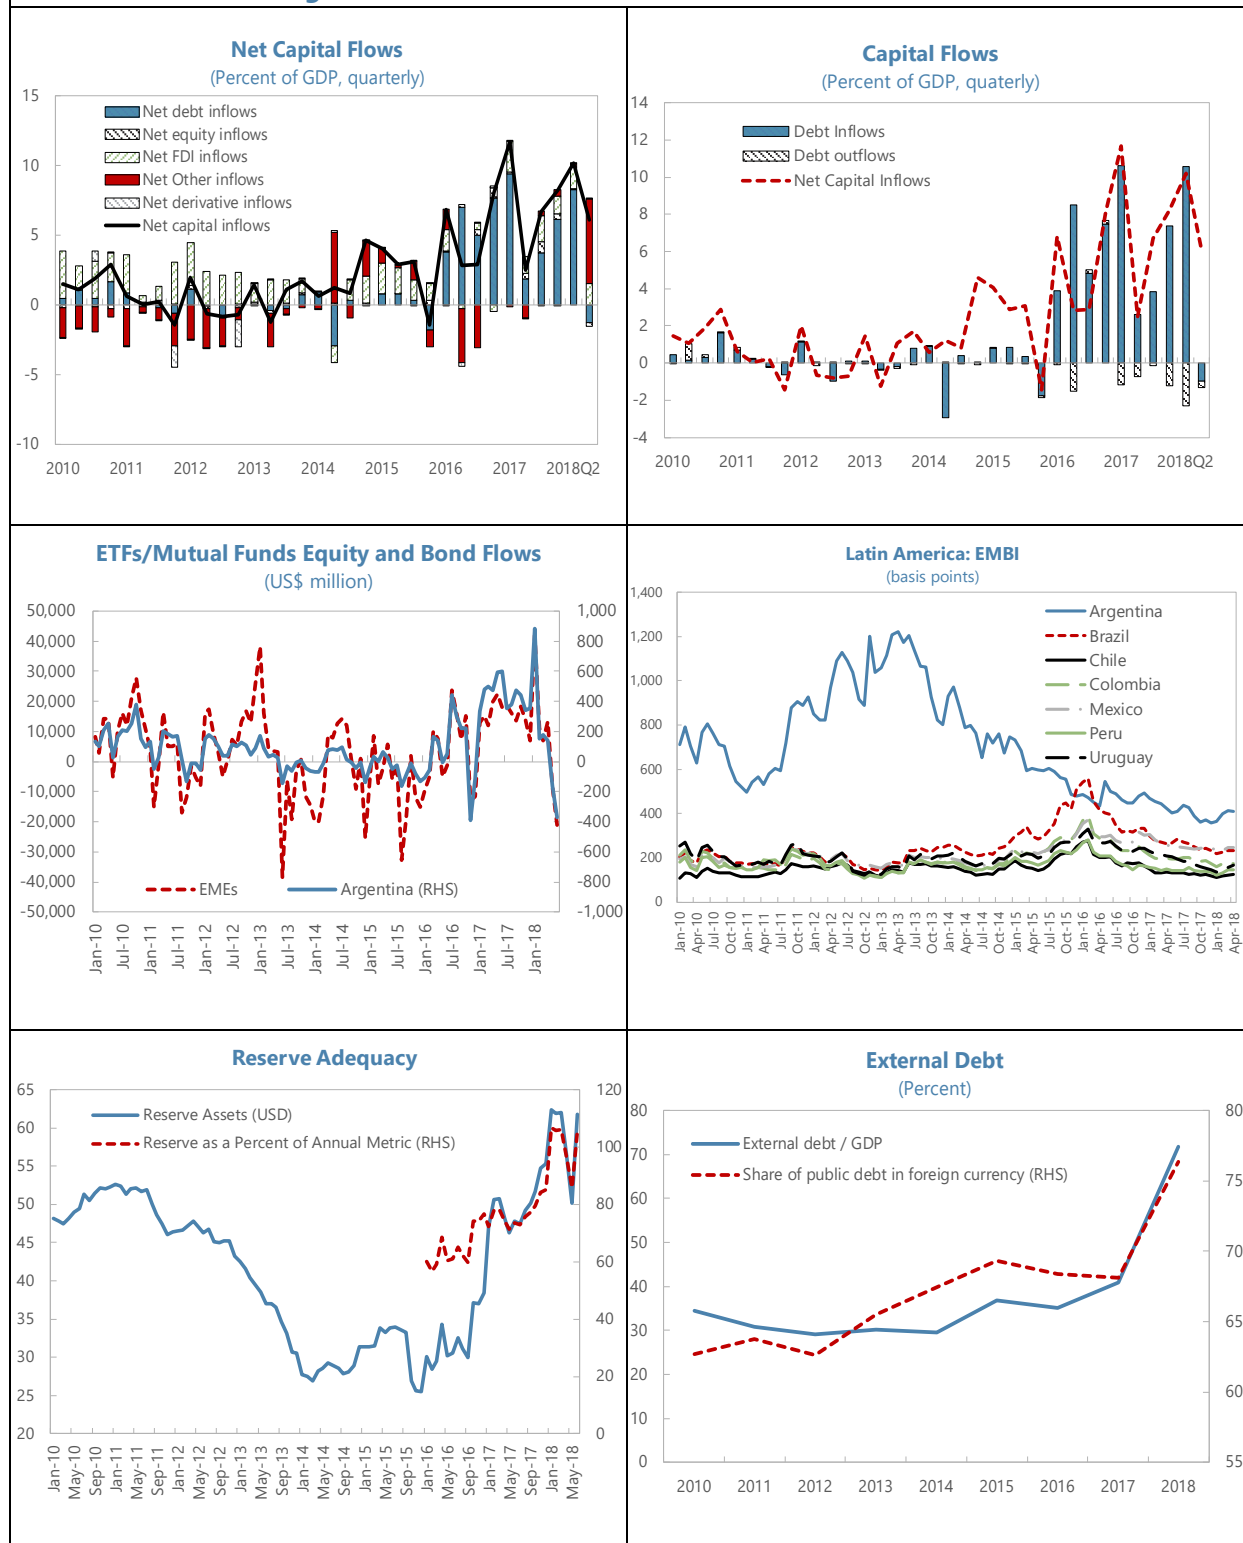 Net Capital Flows
(Percent of GDP, quarterly)
15
10
5
0
-5
-10
Net debt inflows
Net equity inflows
Net FDI inflows
Net Other inflows
Net derivative inflows
Net capital inflows
2010 2011 2012 2013 2014 2015 2016 2017 2018Q2
Capital Flows
(Percent of GDP, quaterly)
14
12
10
8
6
4
2
0
-2
-4
Debt Inflows
Debt outflows
Net Capital Inflows
2010 2011 2012 2013 2014 2015 2016 2017 2018Q2
ETFs/Mutual Funds Equity and Bond Flows
(US$ million)
50,000
40,000
30,000
20,000
10,000
0
-10,000
-20,000
-30,000
-40,000
-50,000
1,000
800
600
400
200
0
-200
-400
-600
-800
-1,000
EMEs
Argentina (RHS)
Jan-10 Jul-10 Jan-11 Jul-11 Jan-12 Jul-12 Jan-13 Jul-13 Jan-14 Jul-14 Jan-15 Jul-15 Jan-16 Jul-16 Jan-17 Jul-17 Jan-18
Latin America: EMBI
(basis points)
1,400
1,200
1,000
800
600
400
200
0
Argentina
Brazil
Chile
Colombia
Mexico
Peru
Uruguay
Jan-10 Apr-10 Jul-10 Oct-10 Jan-11 Apr-11 Jul-11 Oct-11 Jan-12 Apr-12 Jul-12 Oct-12 Jan-13 Apr-13 Jul-13 Oct-13 Jan-14 Apr-14 Jul-14 Oct-14 Jan-15 Apr-15 Jul-15 Oct-15 Jan-16 Apr-16 Jul-16 Oct-16 Jan-17 Apr-17 Jul-17 Oct-17 Jan-18 Apr-18
Reserve Adequacy
65
60
55
50
45
40
35
30
25
20
120
100
80
60
40
20
0
Reserve Assets (USD)
Reserve as a Percent of Annual Metric (RHS)
Jan-10 May-10 Sep-10 Jan-11 May-11 Sep-11 Jan-12 May-12 Sep-12 Jan-13 May-13 Sep-13 Jan-14 May-14 Sep-14 Jan-15 May-15 Sep-15 Jan-16 May-16 Sep-16 Jan-17 May-17 Sep-17 Jan-18 May-18
External Debt
(Percent)
80
70
60
50
40
30
20
10
0
80
75
70
65
60
55
External debt / GDP
Share of public debt in foreign currency (RHS)
2010 2011 2012 2013 2014 2015 2016 2017 2018